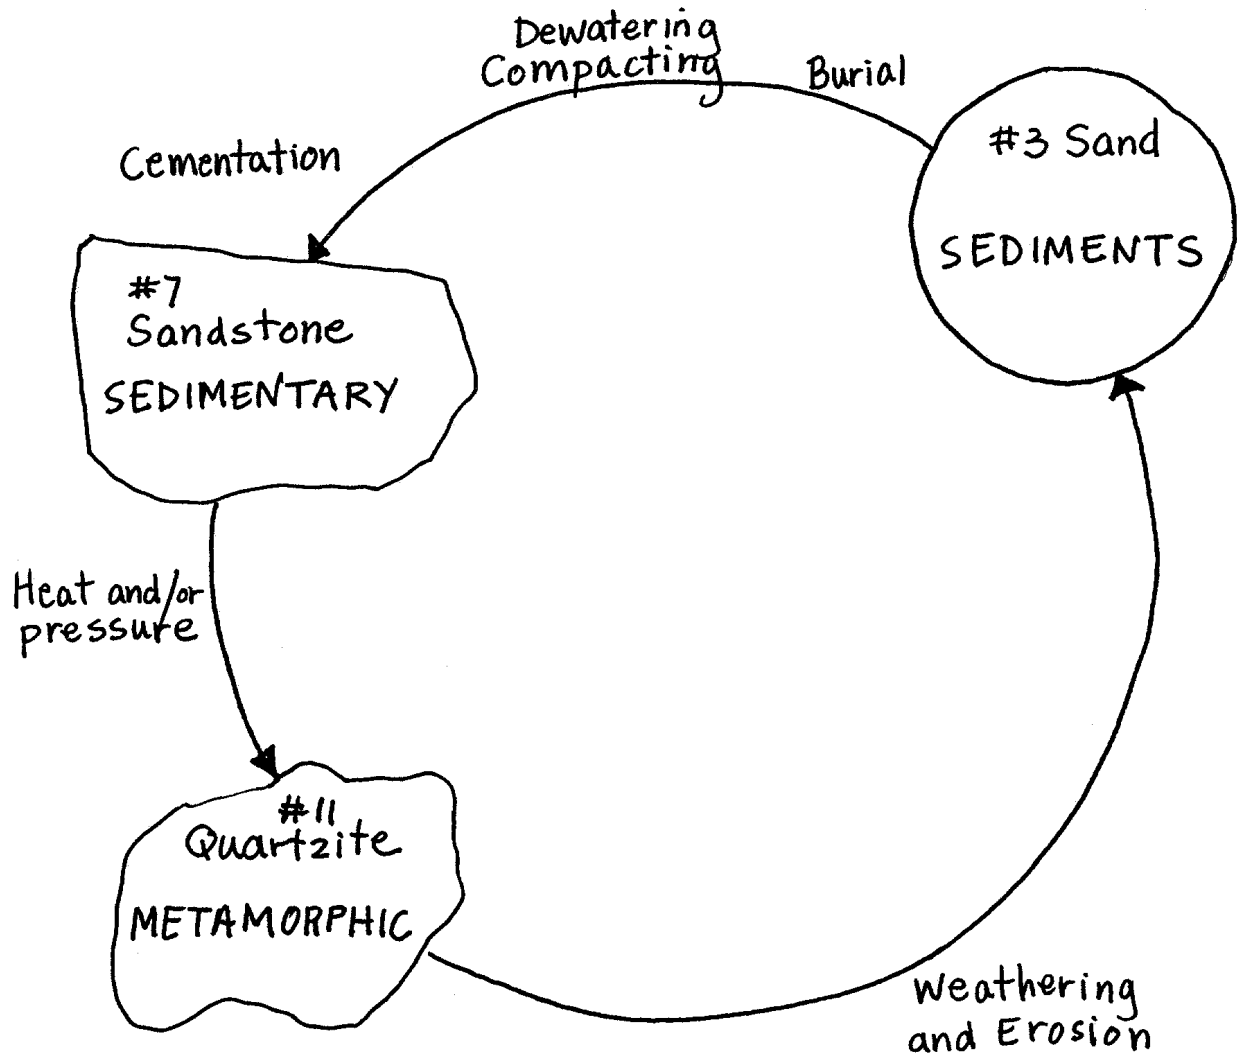 Dewatering
Compacting
Burial
Cementation
#3 Sand
SEDIMENTS
#7
Sandstone
SEDIMENTARY
Heat and/or
pressure
#11
Quartzite
METAMORPHIC
Weathering
and Erosion